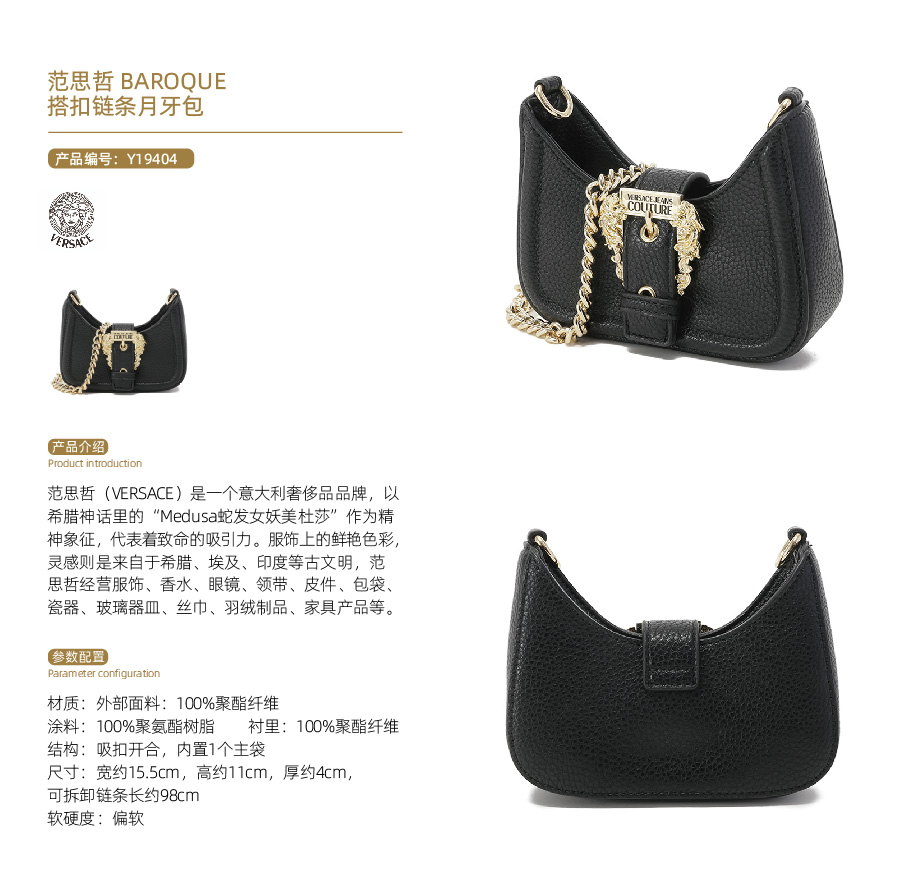 范思哲 BAROQUE
搭扣链条月牙包
产品编号：Y19404
VERSACE
VERSACE JEANS
COUTURE
COUTURE
产品介绍
Product introduction
范思哲（VERSACE）是一个意大利奢侈品品牌，以
希腊神话里的“Medusa蛇发女妖美杜莎”作为精
神象征，代表着致命的吸引力。服饰上的鲜艳色彩，
灵感则是来自于希腊、埃及、印度等古文明，范
思哲经营服饰、香水、眼镜、领带、皮件、包袋、
瓷器、玻璃器皿、丝巾、羽绒制品、家具产品等。
参数配置
Parameter configuration
材质：外部面料：100%聚酯纤维
涂料：100%聚氨酯树脂 衬里：100%聚酯纤维
结构：吸扣开合，内置1个主袋
尺寸：宽约15.5cm，高约11cm，厚约4cm，
可拆卸链条长约98cm
软硬度：偏软